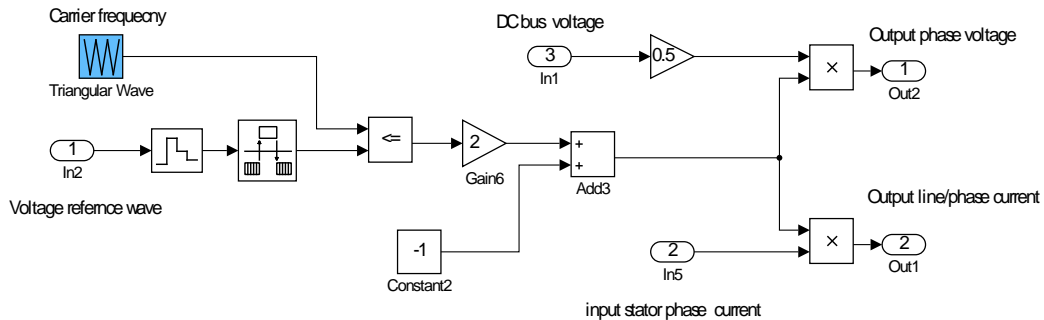 Carrier frequecny
Triangular Wave
1
In2
Voltage refernce wave
<=
2
Gain6
-1
Constant2
+
+
Add3
DC bus voltage
3
In1
0.5
×
Output phase voltage
1
Out2
2
In5
input stator phase current
×
Output line/phase current
2
Out1